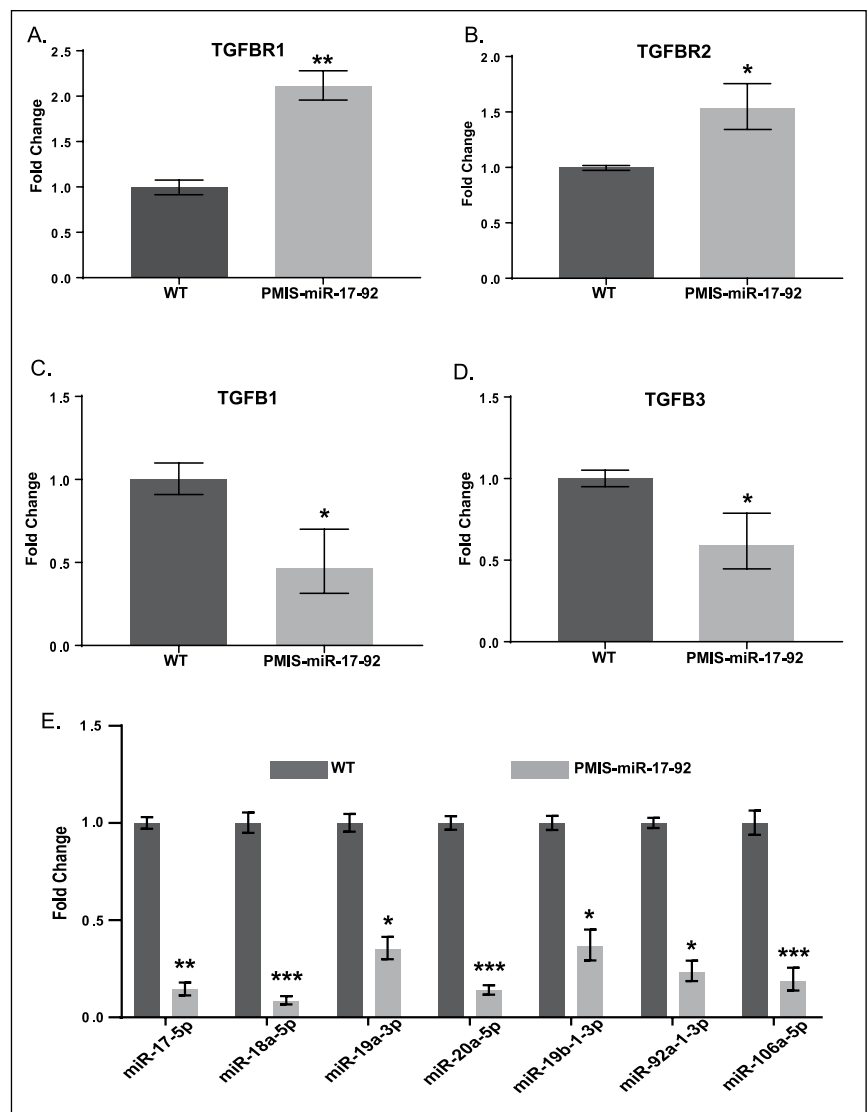 A.
TGFBR1
Fold Change
2.5
2.0
1.5
1.0
0.5
0.0
**
WT
PMIS-miR-17-92
B.
TGFBR2
Fold Change
2.0
1.5
1.0
0.5
0.0
*
WT
PMIS-miR-17-92
C.
TGFB1
Fold Change
1.5
1.0
0.5
0.0
*
WT
PMIS-miR-17-92
D.
TGFB3
Fold Change
1.5
1.0
0.5
0.0
*
WT
PMIS-miR-17-92
E.
WT
PMIS-miR-17-92
Fold Change
1.5
1.0
0.5
0.0
** *** * *** * * ***
miR-17-5p
miR-18a-5p
miR-19a-3p
miR-20a-5p
miR-19b-1-3p
miR-92a-1-3p
miR-106a-5p